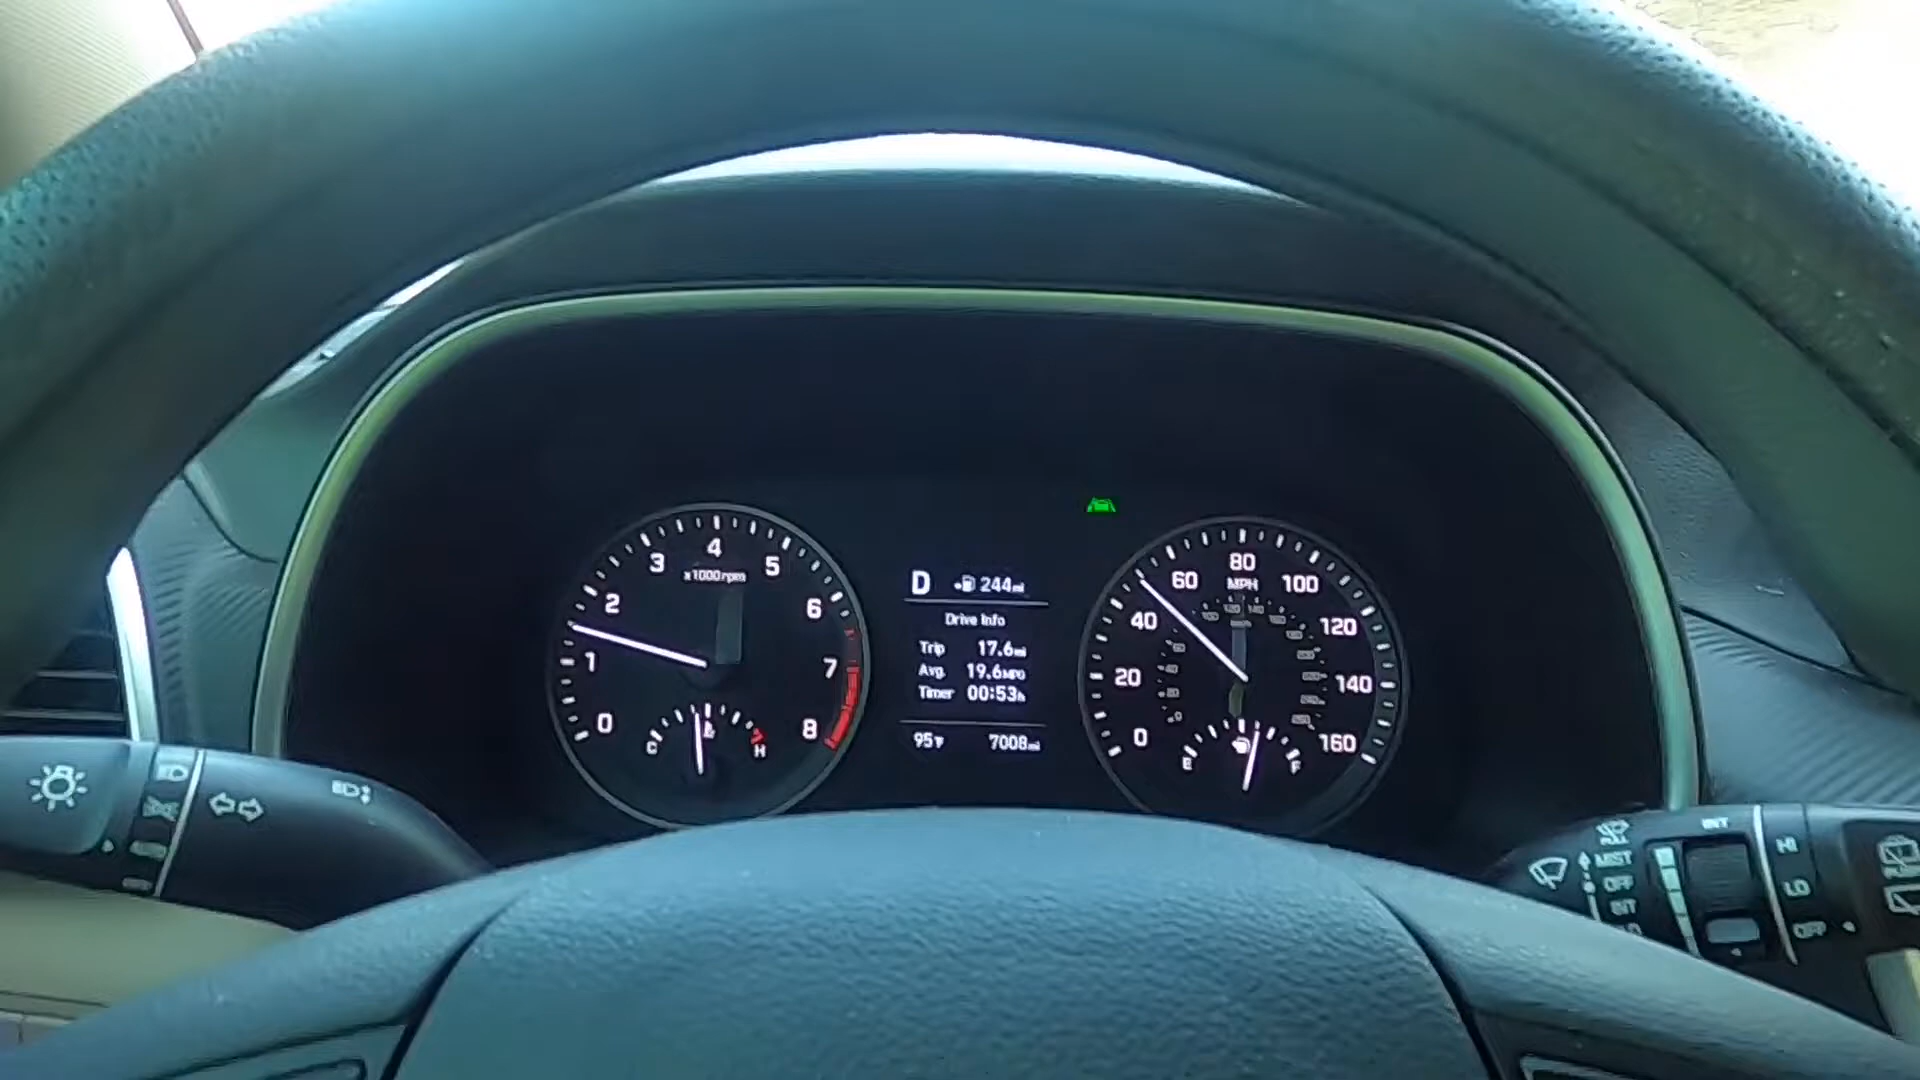 4
3
5
x1000rpm
2
6
1
7
0
8
C
H
D 244mi
Drive Info
Trip 17.6mi
Avg. 19.6MPG
Timer 00:53h
95°F 7008mi
80
60
100
MPH
40
120
20
140
0
160
E
F
INT
PULL
MIST
OFF
INT
HI
LO
OFF